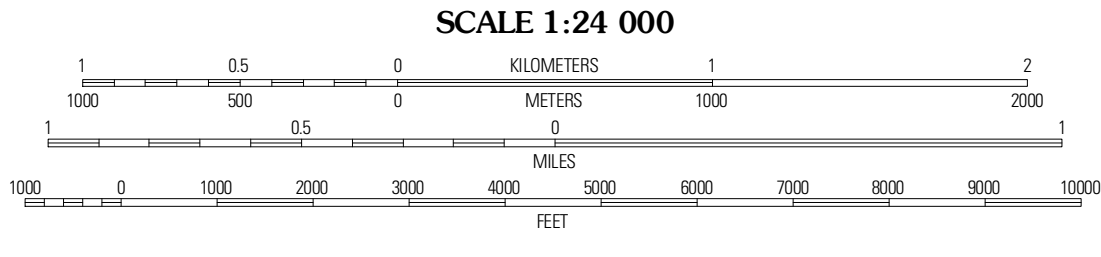 SCALE 1:24 000
1 0.5 0 KILOMETERS 1 2
1000 500 0 METERS 1000 2000
1 0.5 0 1
MILES
1000 0 1000 2000 3000 4000 5000 6000 7000 8000 9000 10000
FEET